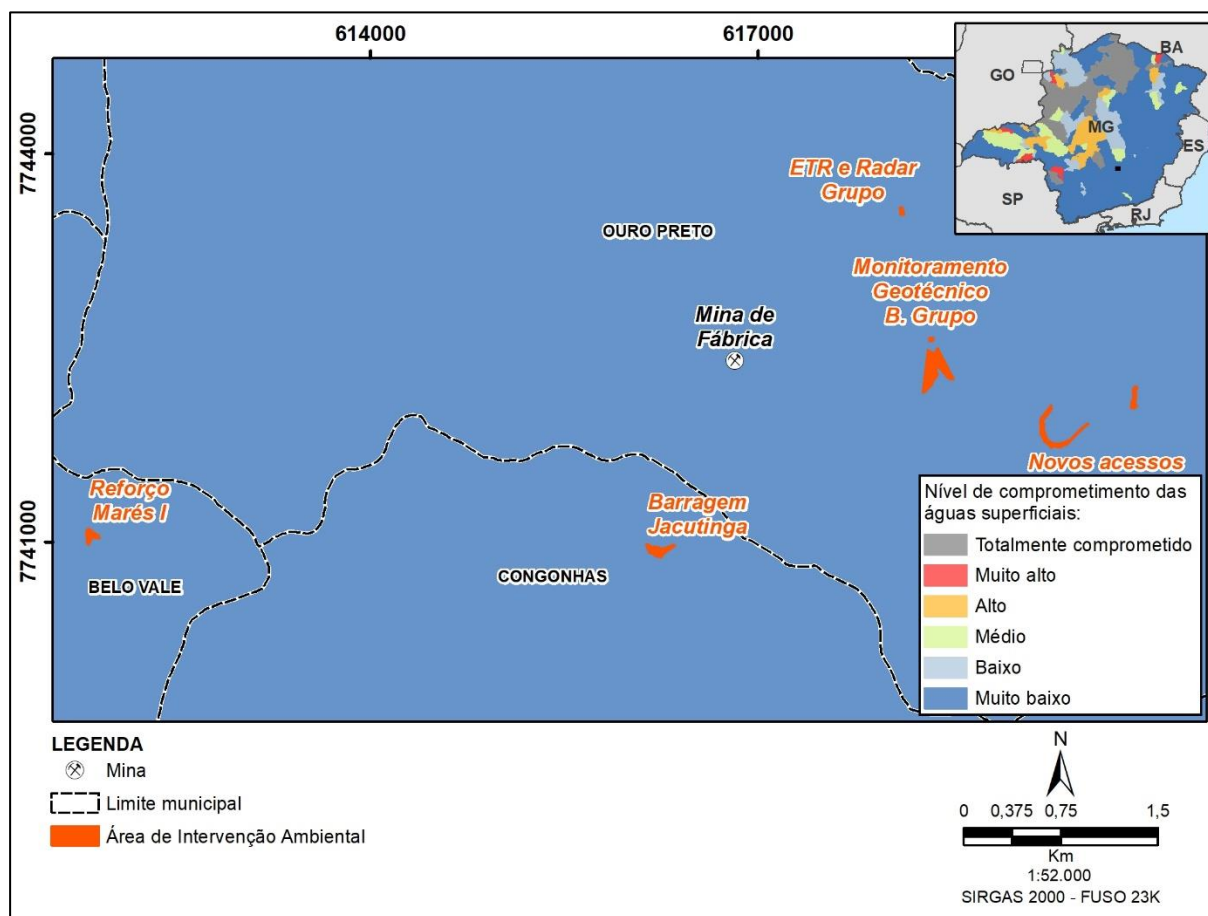 614000
617000
7744000
7741000
GO
BA
MG
ES
SP
RJ
ETR e Radar
Grupo
OURO PRETO
Monitoramento
Geotécnico
B. Grupo
Mina de
Fábrica
Novos acessos
Reforço
Marés I
Barragem
Jacutinga
BELO VALE
CONGONHAS
Nível de comprometimento das
águas superficiais:
Totalmente comprometido
Muito alto
Alto
Médio
Baixo
Muito baixo
LEGENDA
Mina
Limite municipal
Área de Intervenção Ambiental
N
0 0,375 0,75 1,5
Km
1:52.000
SIRGAS 2000 - FUSO 23K